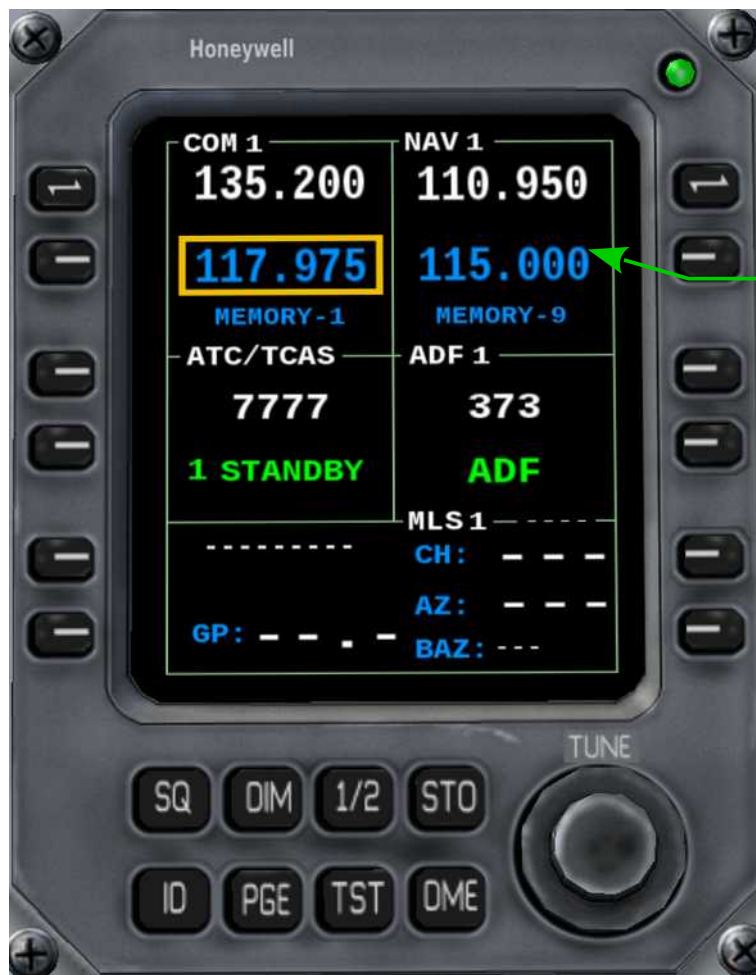 Honeywell
COM 1 NAV 1
135.200 110.950
117.975 115.000
MEMORY-1 MEMORY-9
ATC/TCAS ADF 1
7777 373
1 STANDBY ADF
MLS 1
--------- CH: - - -
AZ: - - -
GP: - - . - BAZ: ---
TUNE
SQ DIM 1/2 STO
ID PGE TST DME